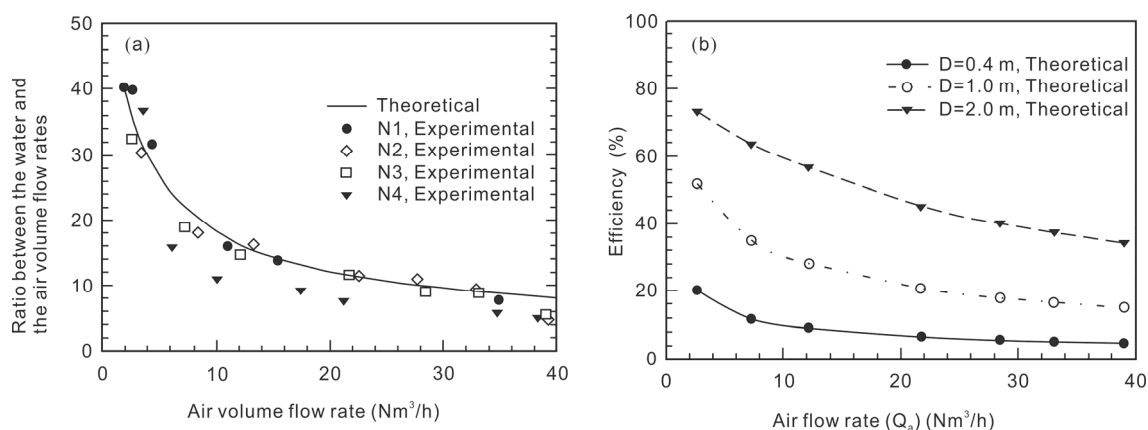 (a)
Ratio between the water and
the air volume flow rates
50
40
30
20
10
0
Theoretical
N1, Experimental
N2, Experimental
N3, Experimental
N4, Experimental
0 10 20 30 40
Air volume flow rate (Nm³/h)
(b)
Efficiency (%)
100
80
60
40
20
0
D=0.4 m, Theoretical
D=1.0 m, Theoretical
D=2.0 m, Theoretical
0 10 20 30 40
Air flow rate (Qₐ) (Nm³/h)